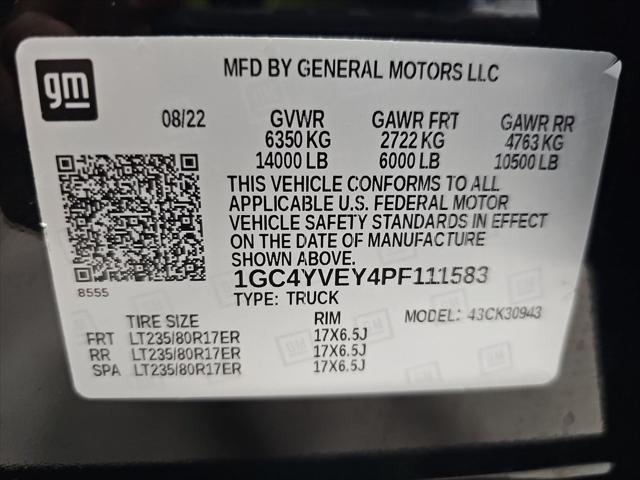 gm
MFD BY GENERAL MOTORS LLC
08/22 GVWR GAWR FRT GAWR RR
6350 KG 2722 KG 4763 KG
14000 LB 6000 LB 10500 LB
THIS VEHICLE CONFORMS TO ALL
APPLICABLE U.S. FEDERAL MOTOR
VEHICLE SAFETY STANDARDS IN EFFECT
ON THE DATE OF MANUFACTURE
SHOWN ABOVE.
8555
1GC4YVEY4PF111583
TYPE: TRUCK
TIRE SIZE RIM MODEL: 43CK30943
FRT LT235/80R17ER 17X6.5J
RR LT235/80R17ER 17X6.5J
SPA LT235/80R17ER 17X6.5J